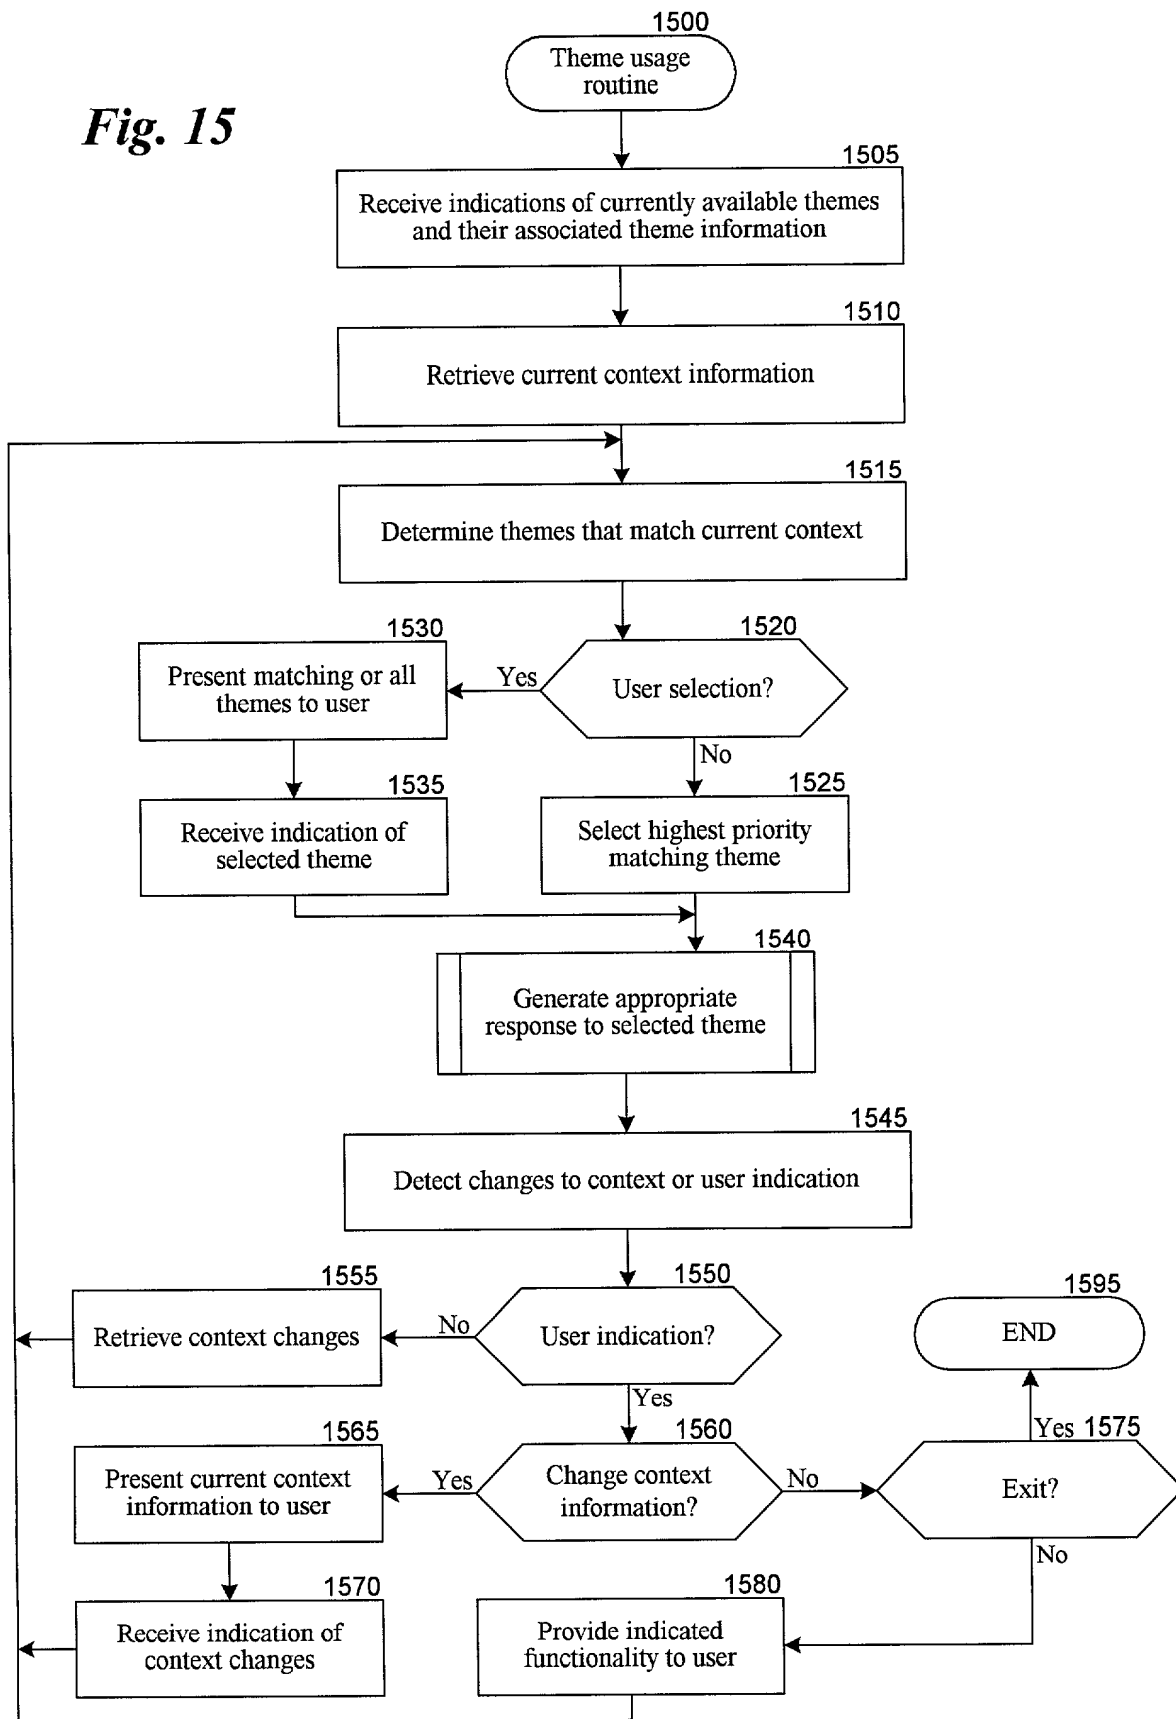 1500
Theme usage
routine
Fig. 15
1505
Receive indications of currently available themes
and their associated theme information
1510
Retrieve current context information
1515
Determine themes that match current context
1530
Present matching or all
themes to user
Yes
1520
User selection?
No
1535
Receive indication of
selected theme
1525
Select highest priority
matching theme
1540
Generate appropriate
response to selected theme
1545
Detect changes to context or user indication
1555
Retrieve context changes
No
1550
User indication?
Yes
1595
END
1565
Present current context
information to user
Yes
1560
Change context
information?
No
Yes
1575
Exit?
No
1570
Receive indication of
context changes
1580
Provide indicated
functionality to user